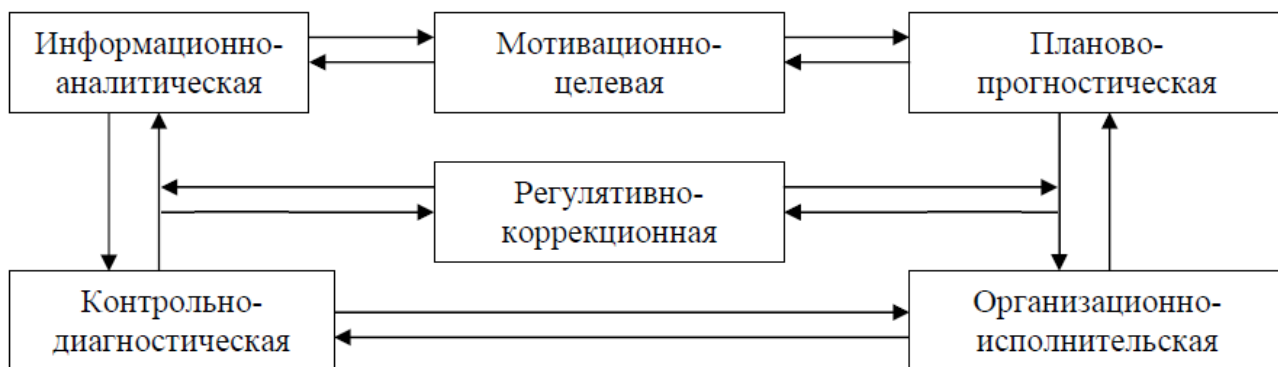 Информационно-
аналитическая
Мотивационно-
целевая
Планово-
прогностическая
Регулятивно-
коррекционная
Контрольно-
диагностическая
Организационно-
исполнительская